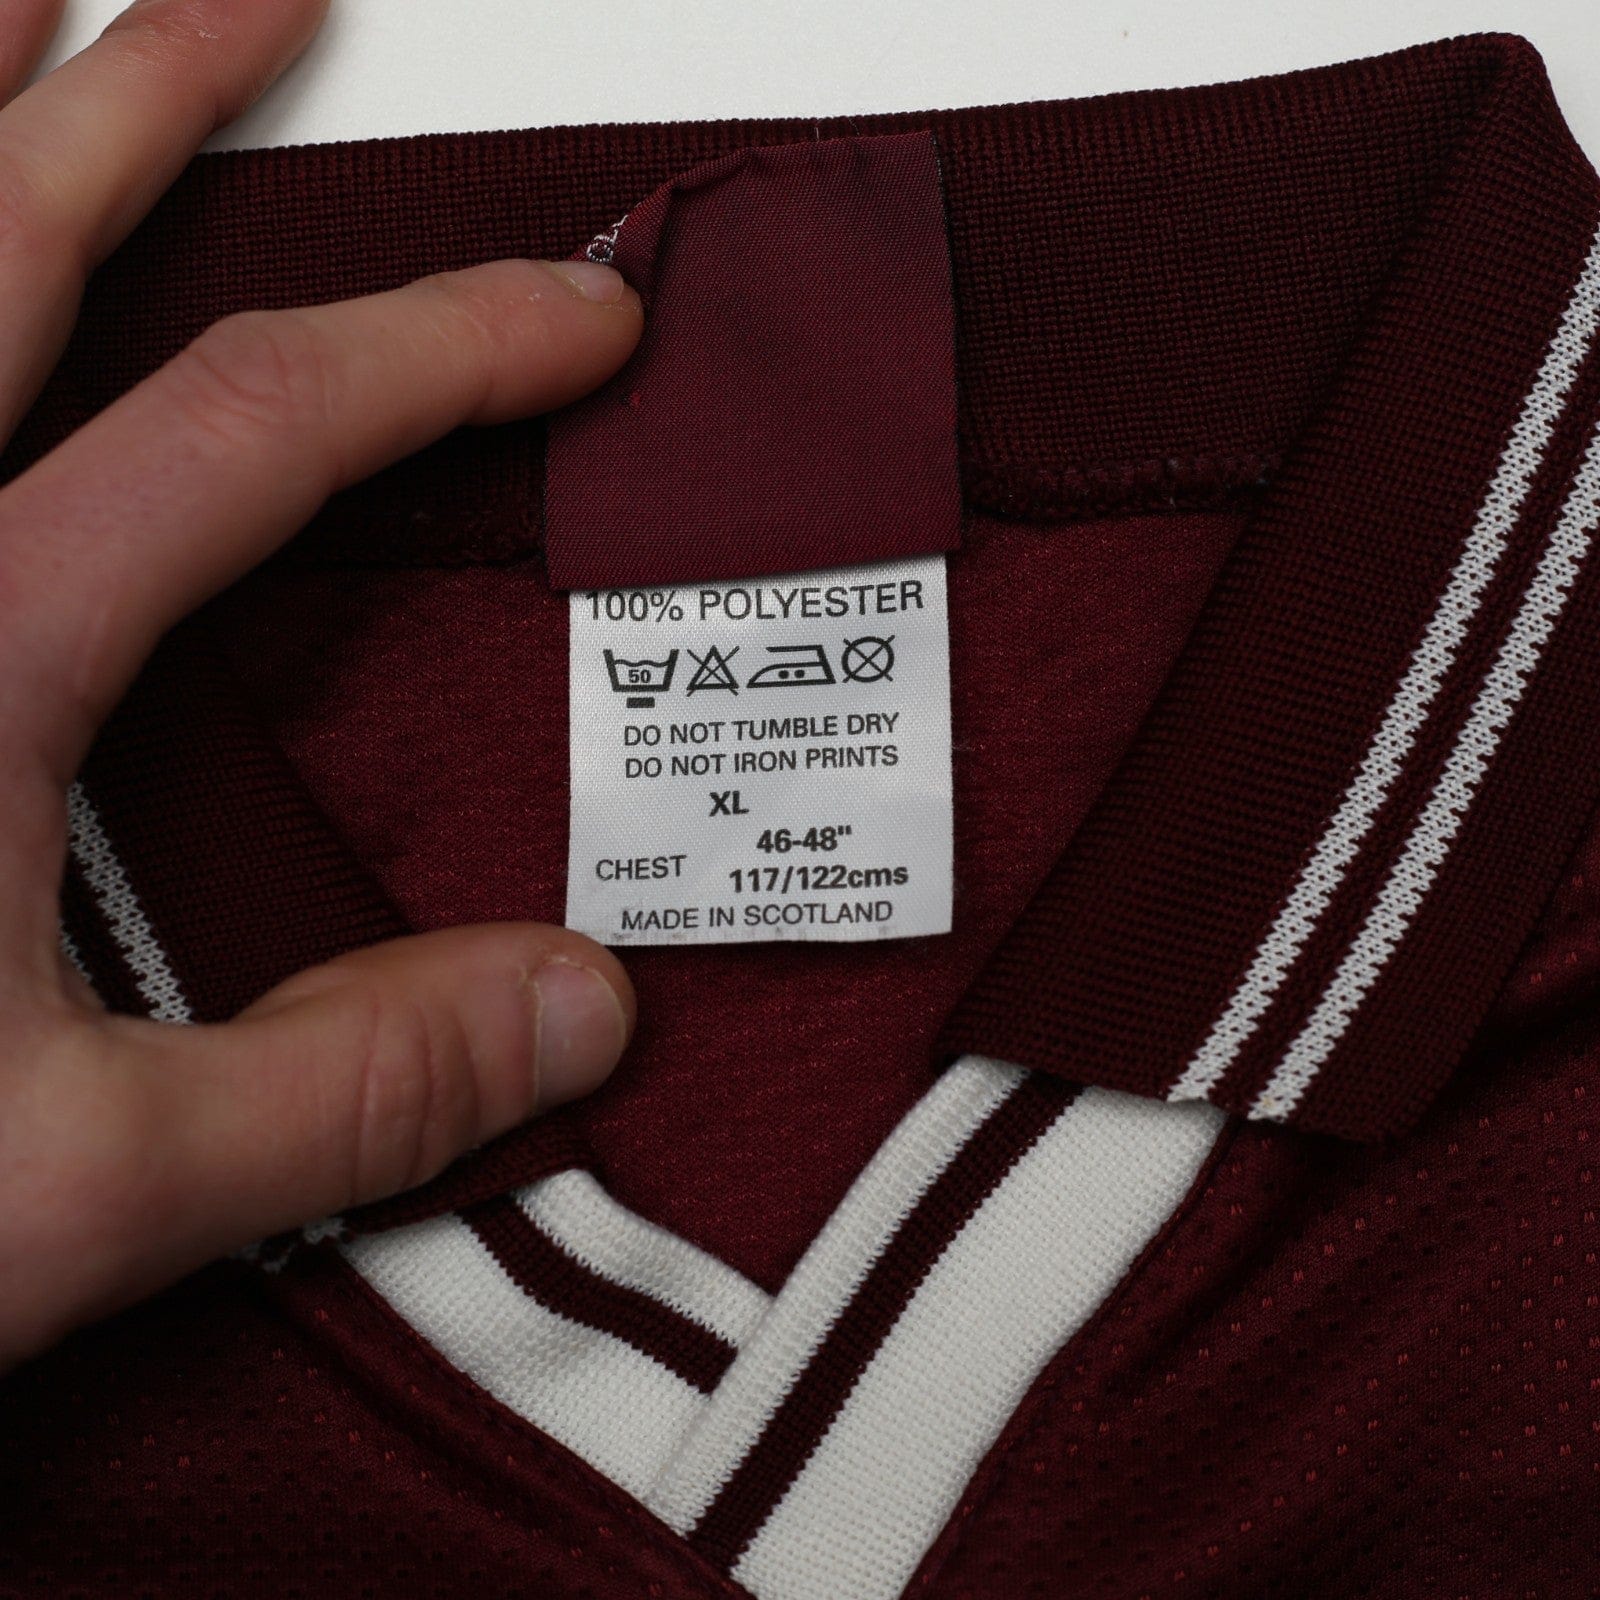 100% POLYESTER
50
DO NOT TUMBLE DRY
DO NOT IRON PRINTS
XL
46-48"
CHEST 117/122cms
MADE IN SCOTLAND